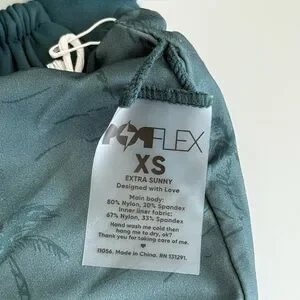 POPFLEX
XS
EXTRA SUNNY
Designed with Love
Main body:
80% Nylon, 20% Spandex
Inner liner fabric:
67% Nylon, 33% Spandex
Hand wash me cold then
hang me to dry, ok?
Thank you for taking care of me.
♥
19056. Made in China. RN 131291.